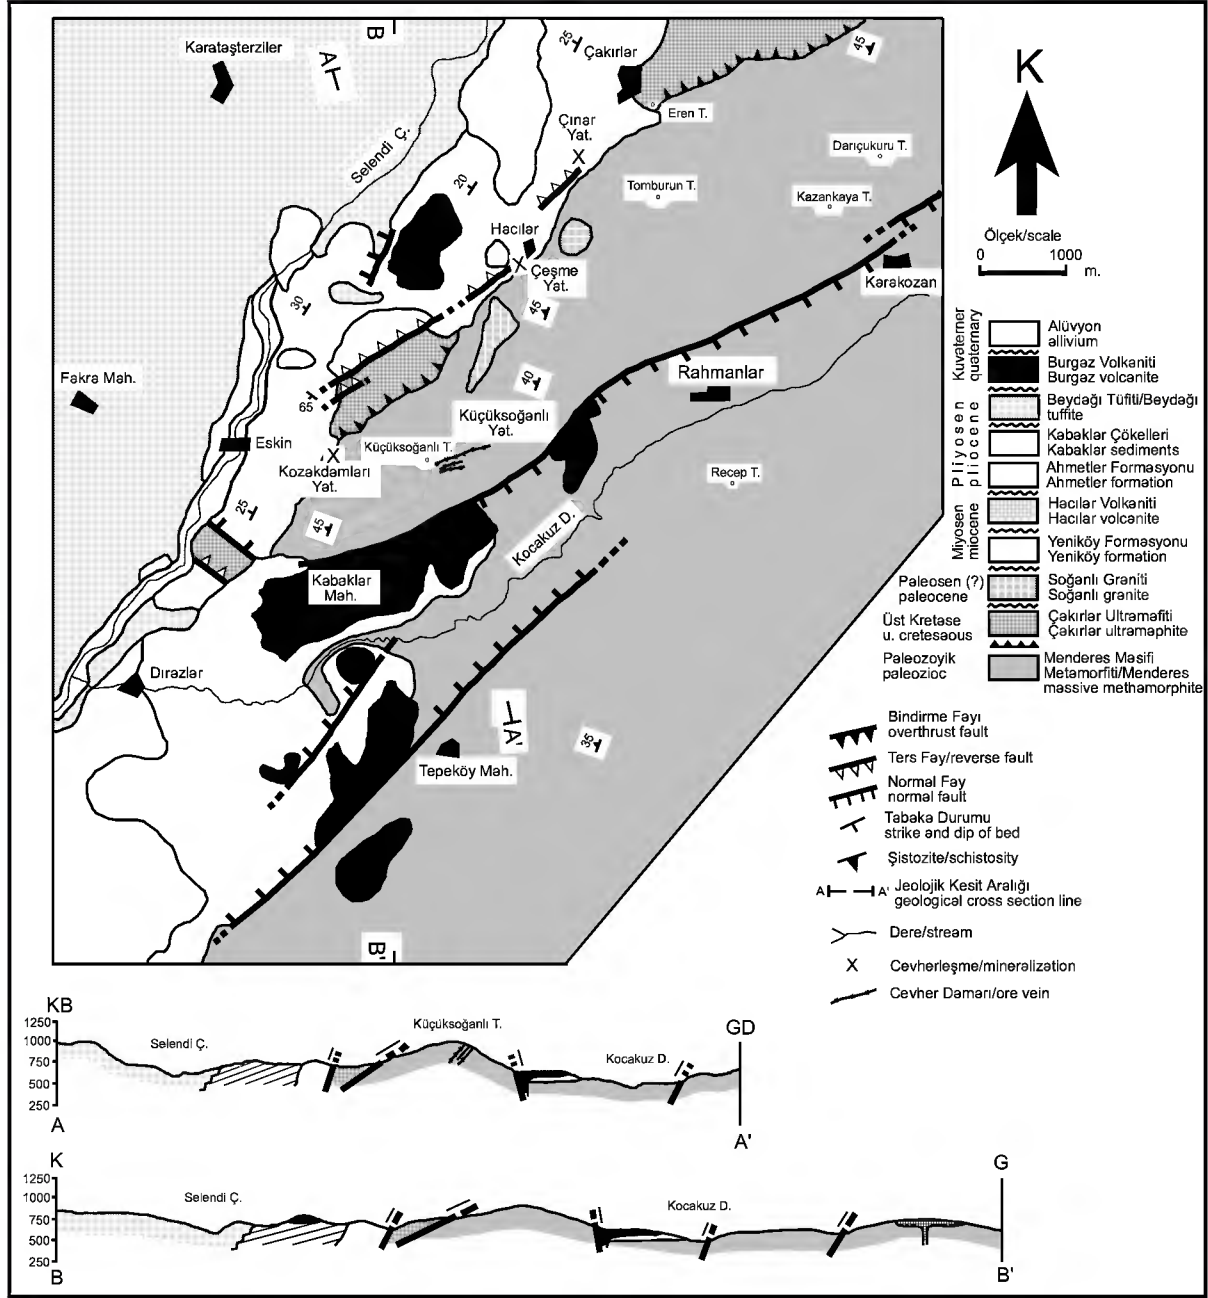 B
Karataşterziler
A
25
Çakırlar
45
Eren T.
Çınar
Yat.
Selendi Ç.
Darıçukuru T.
20
Tomburun T.
Kazankaya T.
Hacılar
Çeşme
Yat.
Karakozan
30
45
Rahmanlar
Fakra Mah.
40
65
Küçüksoğanlı
Yat.
Eskin
Küçüksoğanlı T.
Kozakdamları
Yat.
Recep T.
25
45
Kocakuz D.
Kabaklar
Mah.
Dırazlar
A'
35
Tepeköy Mah.
B'
K
Ölçek/scale
0 1000
m.
Kuvaterner
quaternary
Pliyosen
pliocene
Miyosen
miocene
Alüvyon
allivium
Burgaz Volkaniti
Burgaz volcanite
Beydağı Tüfiti/Beydağı
tuffite
Kabaklar Çökelleri
Kabaklar sediments
Ahmetler Formasyonu
Ahmetler formation
Hacılar Volkaniti
Hacılar volcanite
Yeniköy Formasyonu
Yeniköy formation
Paleosen (?)
paleocene
Soğanlı Graniti
Soğanlı granite
Üst Kretase
u. cretesaous
Çakırlar Ultramafiti
Çakırlar ultramaphite
Paleozoyik
paleozioc
Menderes Masifi
Metamorfiti/Menderes
massive methamorphite
Bindirme Fayı
overthrust fault
Ters Fay/reverse fault
Normal Fay
normal fault
Tabaka Durumu
strike and dip of bed
Şistozite/schistosity
A A' Jeolojik Kesit Aralığı
geological cross section line
Dere/stream
X Cevherleşme/mineralization
Cevher Damarı/ore vein
KB
1250
1000
750
500
250
A
Selendi Ç.
Küçüksoğanlı T.
Kocakuz D.
GD
A'
K
1250
1000
750
500
250
B
Selendi Ç.
Kocakuz D.
G
B'